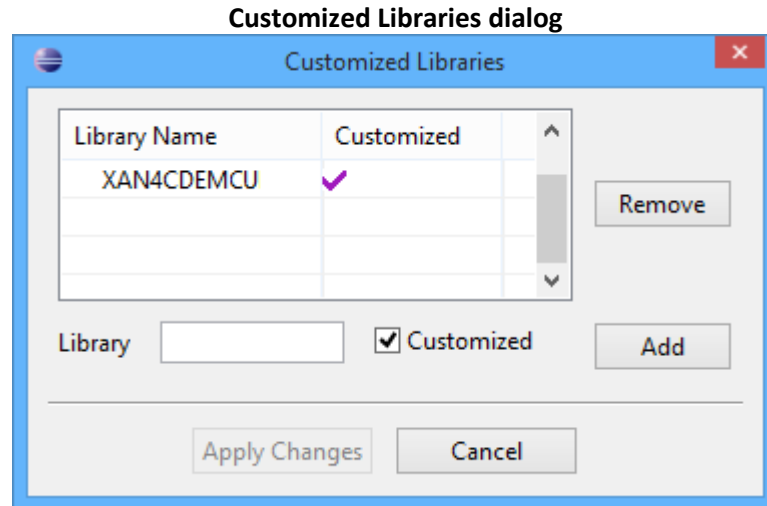 Customized Libraries dialog
Customized Libraries
Library Name Customized
XAN4CDEMCU
Remove
Library Customized Add
Apply Changes Cancel